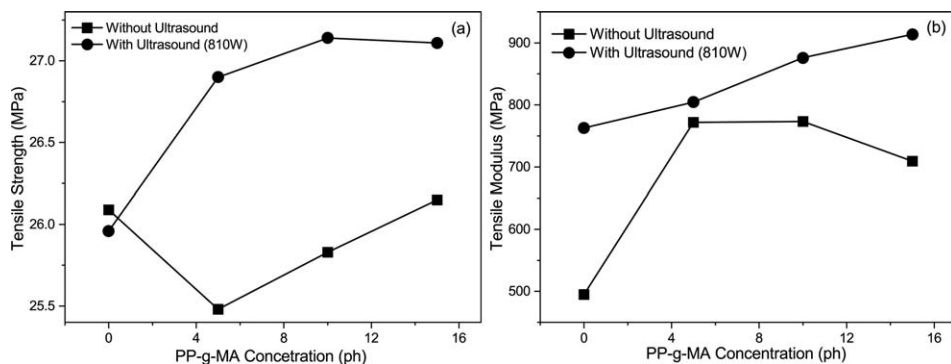 Without Ultrasound
With Ultrasound (810W)
(a)
27.0
26.5
26.0
25.5
Tensile Strength (MPa)
0
4
8
12
16
PP-g-MA Concetration (ph)
Without Ultrasound
With Ultrasound (810W)
(b)
900
800
700
600
500
Tensile Modulus (MPa)
0
4
8
12
16
PP-g-MA Concetration (ph)